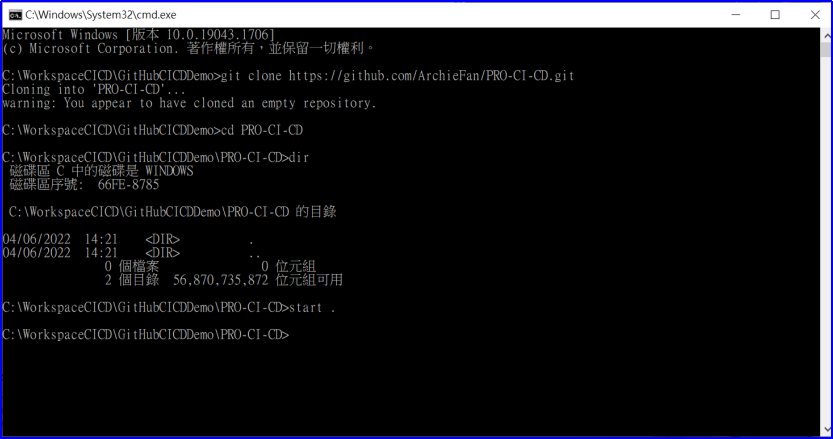 C:\Windows\System32\cmd.exe
Microsoft Windows [版本 10.0.19043.1706]
(c) Microsoft Corporation. 著作權所有，並保留一切權利。
C:\WorkspaceCICD\GitHubCICDDemo>git clone https://github.com/ArchieFan/PRO-CI-CD.git
Cloning into 'PRO-CI-CD'...
warning: You appear to have cloned an empty repository.
C:\WorkspaceCICD\GitHubCICDDemo>cd PRO-CI-CD
C:\WorkspaceCICD\GitHubCICDDemo\PRO-CI-CD>dir
磁碟區 C 中的磁碟是 WINDOWS
磁碟區序號:  66FE-8785
C:\WorkspaceCICD\GitHubCICDDemo\PRO-CI-CD 的目錄
04/06/2022  14:21    <DIR>          .
04/06/2022  14:21    <DIR>          ..
0 個檔案               0 位元組
2 個目錄  56,870,735,872 位元組可用
C:\WorkspaceCICD\GitHubCICDDemo\PRO-CI-CD>start .
C:\WorkspaceCICD\GitHubCICDDemo\PRO-CI-CD>